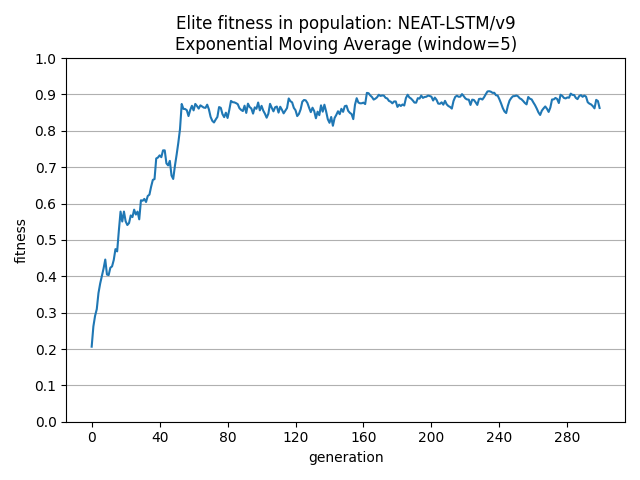 Elite fitness in population: NEAT-LSTM/v9
Exponential Moving Average (window=5)
1.0
0.9
0.8
0.7
0.6
0.5
0.4
0.3
0.2
0.1
0.0
fitness
0 40 80 120 160 200 240 280
generation